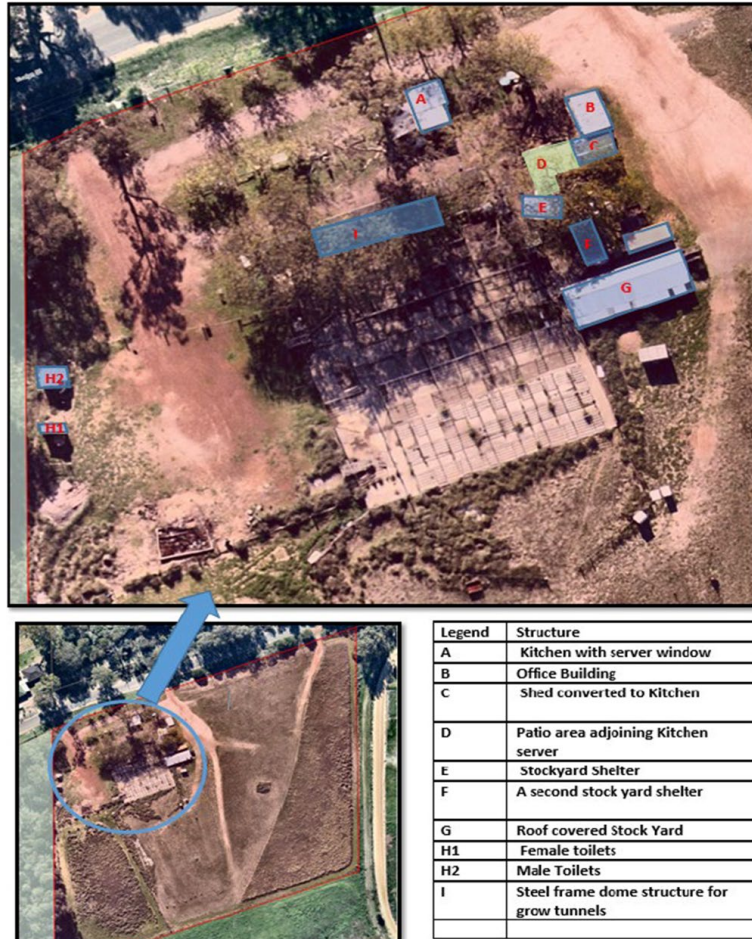 A
B
C
D
E
I
F
G
H2
H1
Legend Structure
A Kitchen with server window
B Office Building
C Shed converted to Kitchen
D Patio area adjoining Kitchen
server
E Stockyard Shelter
F A second stock yard shelter
G Roof covered Stock Yard
H1 Female toilets
H2 Male Toilets
I Steel frame dome structure for
grow tunnels